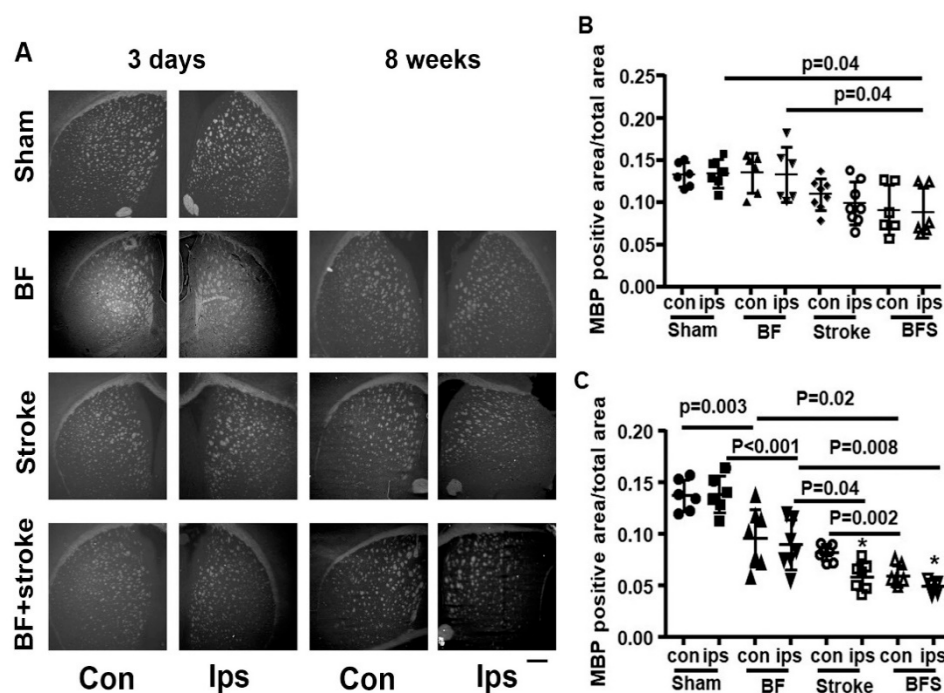 A
3 days
8 weeks
Sham
BF
Stroke
BF+stroke
Con
Ips
Con
Ips
B
MBP positive area/total area
0.25
0.20
0.15
0.10
0.05
0.00
p=0.04
p=0.04
con ips con ips con ips con ips
Sham BF Stroke BFS
C
MBP positive area/total area
0.20
0.15
0.10
0.05
0.00
P=0.02
p=0.003
P<0.001 P=0.008
P=0.04
P=0.002
*
*
con ips con ips con ips con ips
Sham BF Stroke BFS